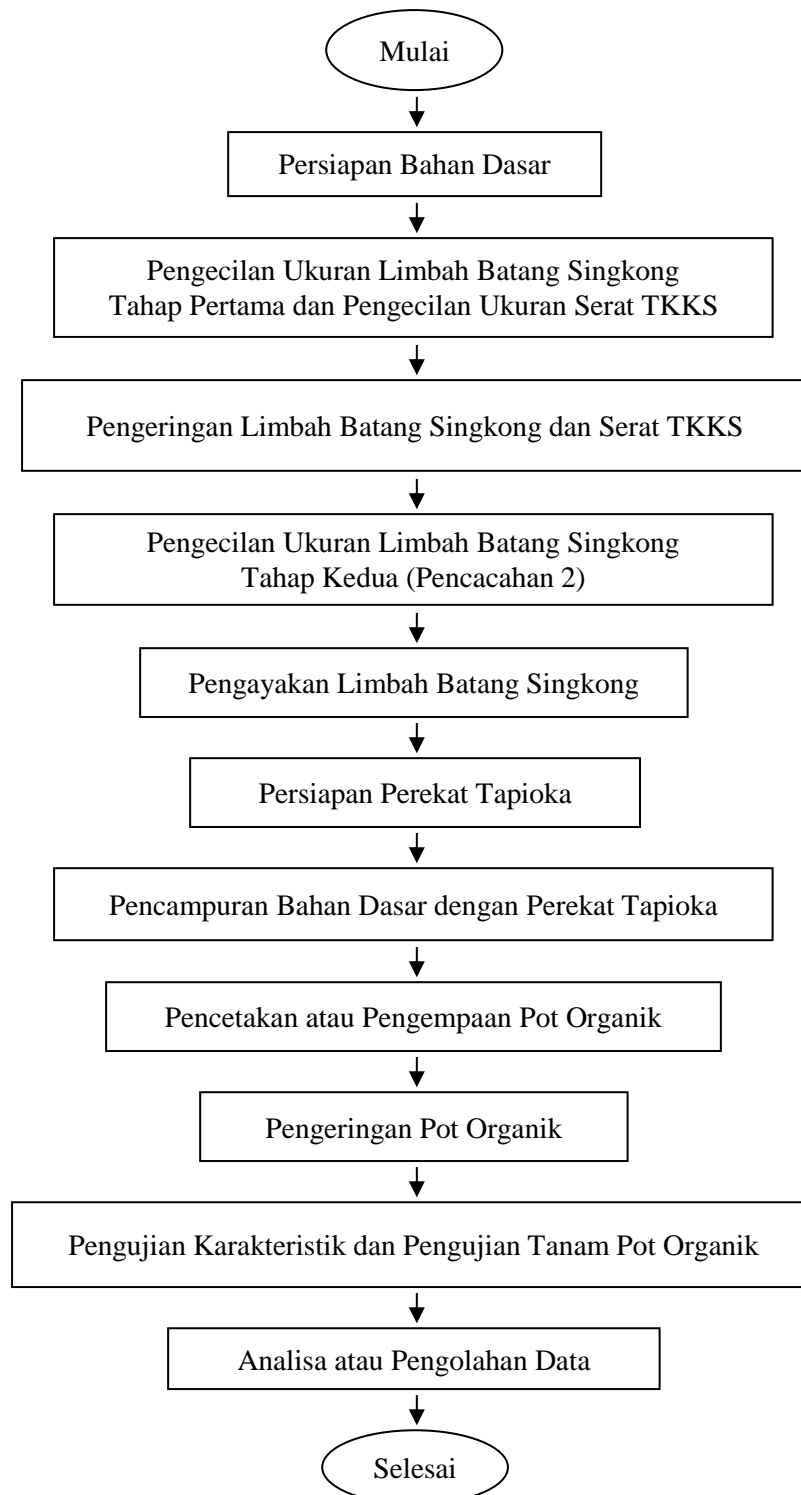 Mulai
Persiapan Bahan Dasar
Pengecilan Ukuran Limbah Batang Singkong
Tahap Pertama dan Pengecilan Ukuran Serat TKKS
Pengeringan Limbah Batang Singkong dan Serat TKKS
Pengecilan Ukuran Limbah Batang Singkong
Tahap Kedua (Pencacahan 2)
Pengayakan Limbah Batang Singkong
Persiapan Perekat Tapioka
Pencampuran Bahan Dasar dengan Perekat Tapioka
Pencetakan atau Pengempaan Pot Organik
Pengeringan Pot Organik
Pengujian Karakteristik dan Pengujian Tanam Pot Organik
Analisa atau Pengolahan Data
Selesai